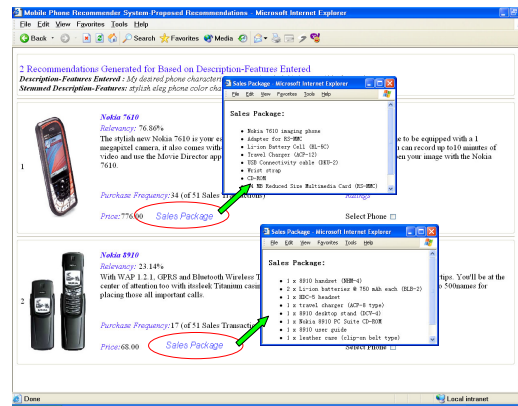 Mobile Phone Recommender System-Proposed Recommendations - Microsoft Internet Explorer
File Edit View Favorites Tools Help
Back Search Favorites Media
2 Recommendations Generated for Based on Description-Features Entered
Description-Features Entered : My desired phone character
Stemmed Description-Features: stylish eleg phone color cha
Sales Package - Microsoft Internet Explorer
File Edit View Favorites Tools Help
Sales Package:
Nokia 7610 imaging phone
Adapter for RS-MMC
Li-ion Battery Cell (BL-5C)
Travel Charger (ACP-12)
USB Connectivity cable (DKU-2)
Wrist strap
CD-ROM
MB Reduced Size Multimedia Card (RS-MMC)
1
Nokia 7610
Relevancy: 76.86%
The stylish new Nokia 7610 is your es e to be equipped with a 1
megapixel camera, it also comes with can record up to10 minutes of
video and use the Movie Director app en your image with the Nokia
7610.
Purchase Frequency:34 (of 51 Sales Transactions) Ratings
Price:776.00 Sales Package Select Phone
Sales Package - Microsoft Internet Explorer
File Edit View Favorites Tools Help
Sales Package:
1 x 8910 handset (NHM-4)
2 x Li-ion batteries @ 750 mAh each (BLB-2)
1 x HDC-5 headset
1 x travel charger (ACP-8 type)
1 x 8910 desktop stand (DCV-4)
1 x Nokia 8910 PC Suite CD-ROM
1 x 8910 user guide
1 x leather case (clip-on belt type)
2
Nokia 8910
Relevancy: 23.14%
With WAP 1.2.1, GPRS and Bluetooth Wireless T tips. You'll be at the
center of attention too with itssleek Titanium casin o 500names for
placing those all important calls.
Purchase Frequency:17 (of 51 Sales Transact
Price:68.00 Sales Package Select Phone
Done Local intranet